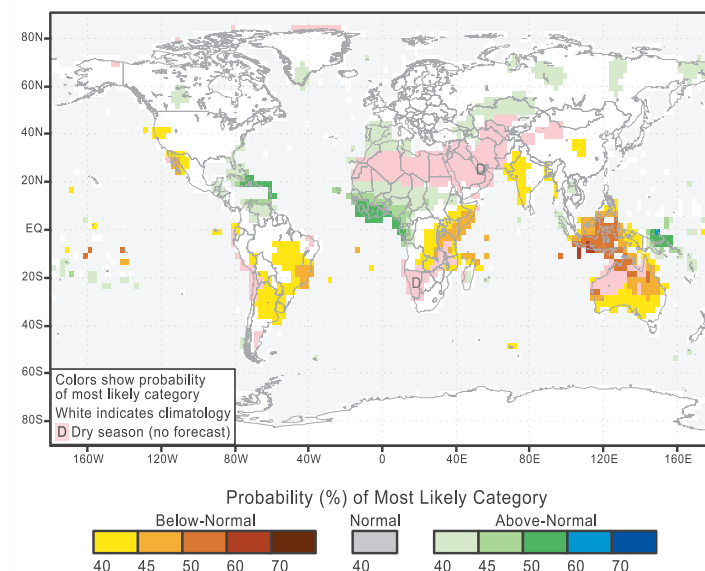 80N
60N
40N
20N
EQ
20S
40S
60S
80S
D
D
Colors show probability
of most likely category
White indicates climatology
D Dry season (no forecast)
160W 120W 80W 40W 0 40E 80E 120E 160E
Probability (%) of Most Likely Category
Below-Normal Normal Above-Normal
40 45 50 60 70 40 40 45 50 60 70